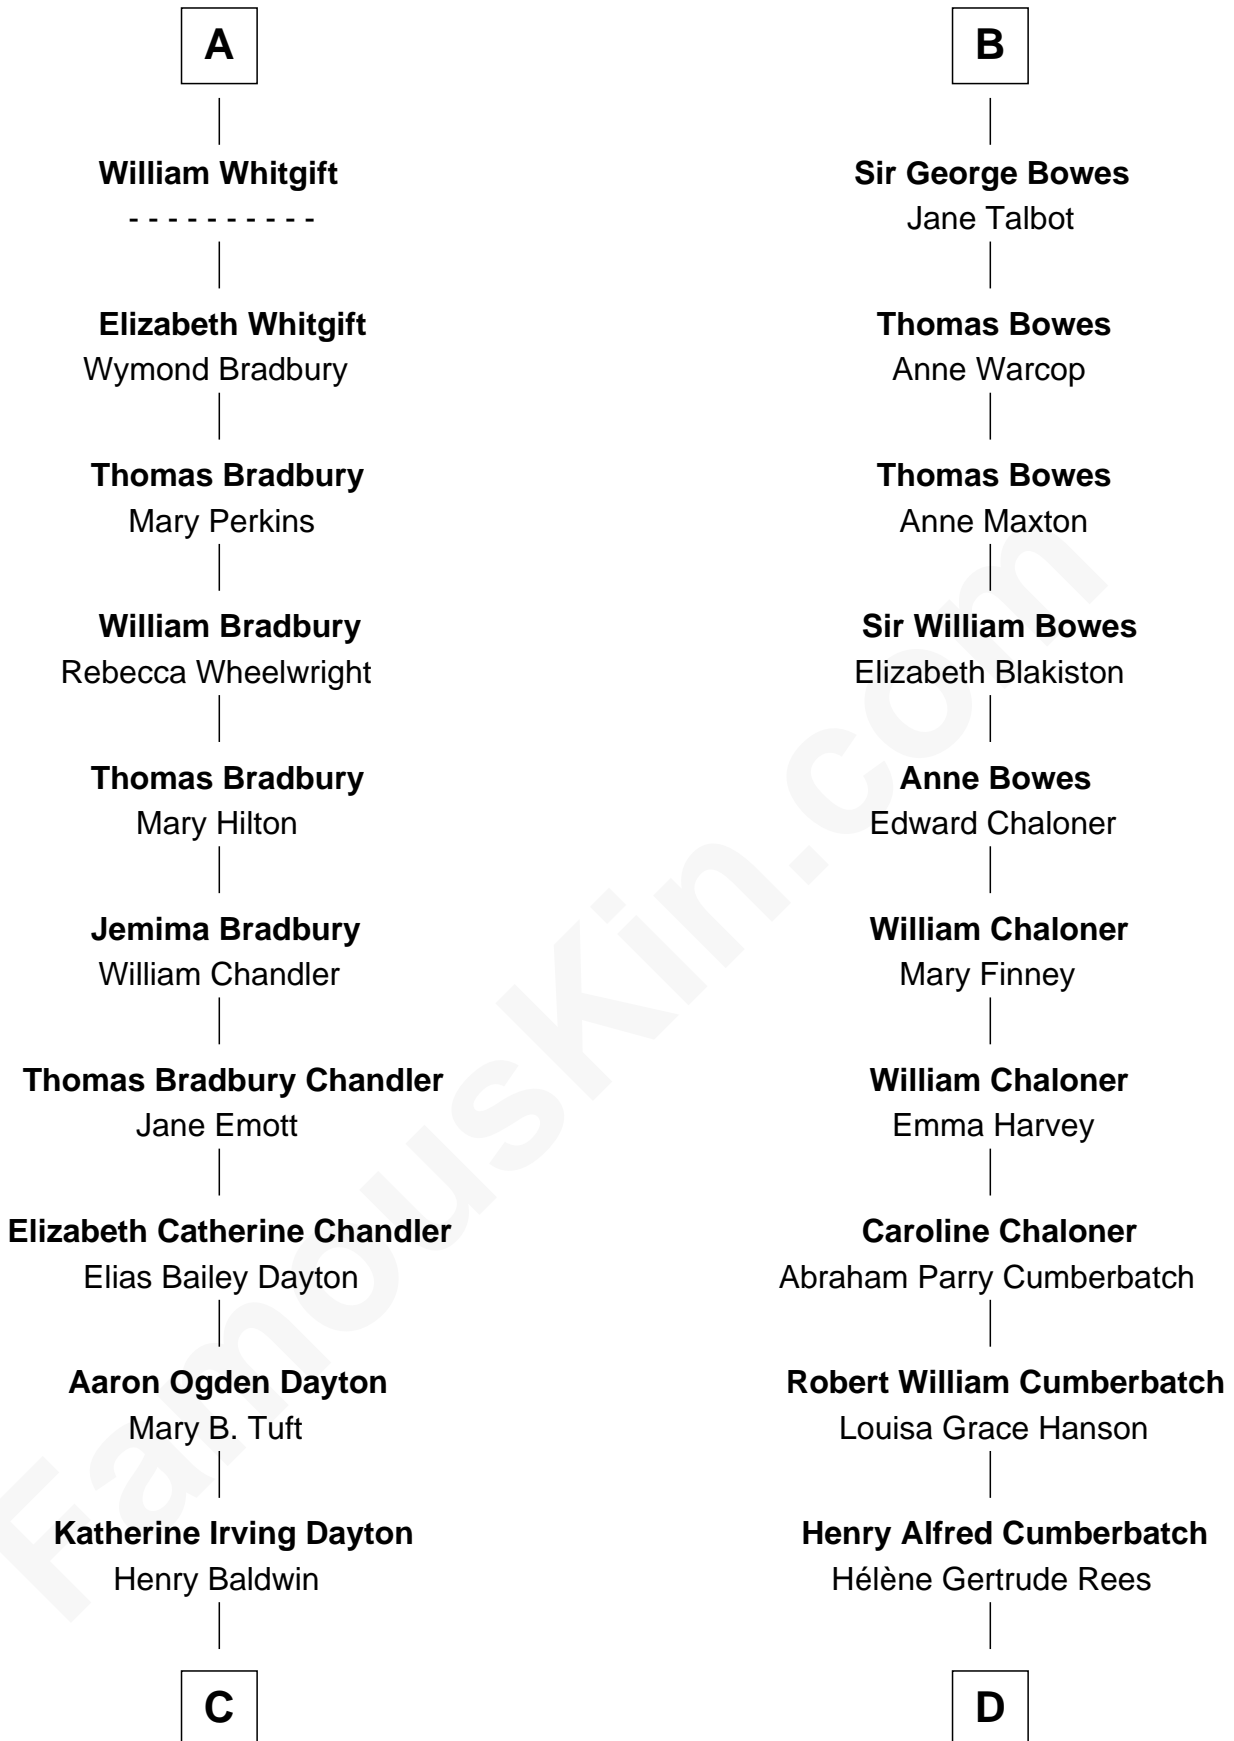 A
William Whitgift
- - - - - - - - - -
Elizabeth Whitgift
Wymond Bradbury
Thomas Bradbury
Mary Perkins
William Bradbury
Rebecca Wheelwright
Thomas Bradbury
Mary Hilton
Jemima Bradbury
William Chandler
Thomas Bradbury Chandler
Jane Emott
Elizabeth Catherine Chandler
Elias Bailey Dayton
Aaron Ogden Dayton
Mary B. Tuft
Katherine Irving Dayton
Henry Baldwin
C
B
Sir George Bowes
Jane Talbot
Thomas Bowes
Anne Warcop
Thomas Bowes
Anne Maxton
Sir William Bowes
Elizabeth Blakiston
Anne Bowes
Edward Chaloner
William Chaloner
Mary Finney
William Chaloner
Emma Harvey
Caroline Chaloner
Abraham Parry Cumberbatch
Robert William Cumberbatch
Louisa Grace Hanson
Henry Alfred Cumberbatch
Hélène Gertrude Rees
D
FamousKin.com